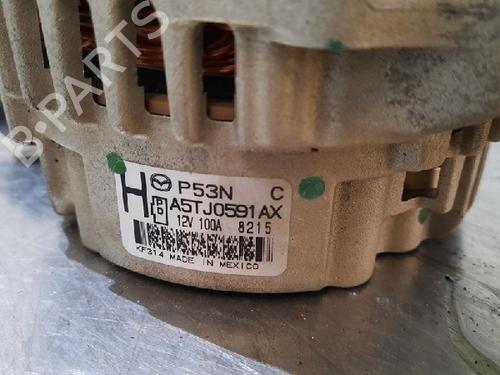 B-PARTS
H P53N C
A5TJ0591AX
12V 100A 8215
KF314 MADE IN MEXICO